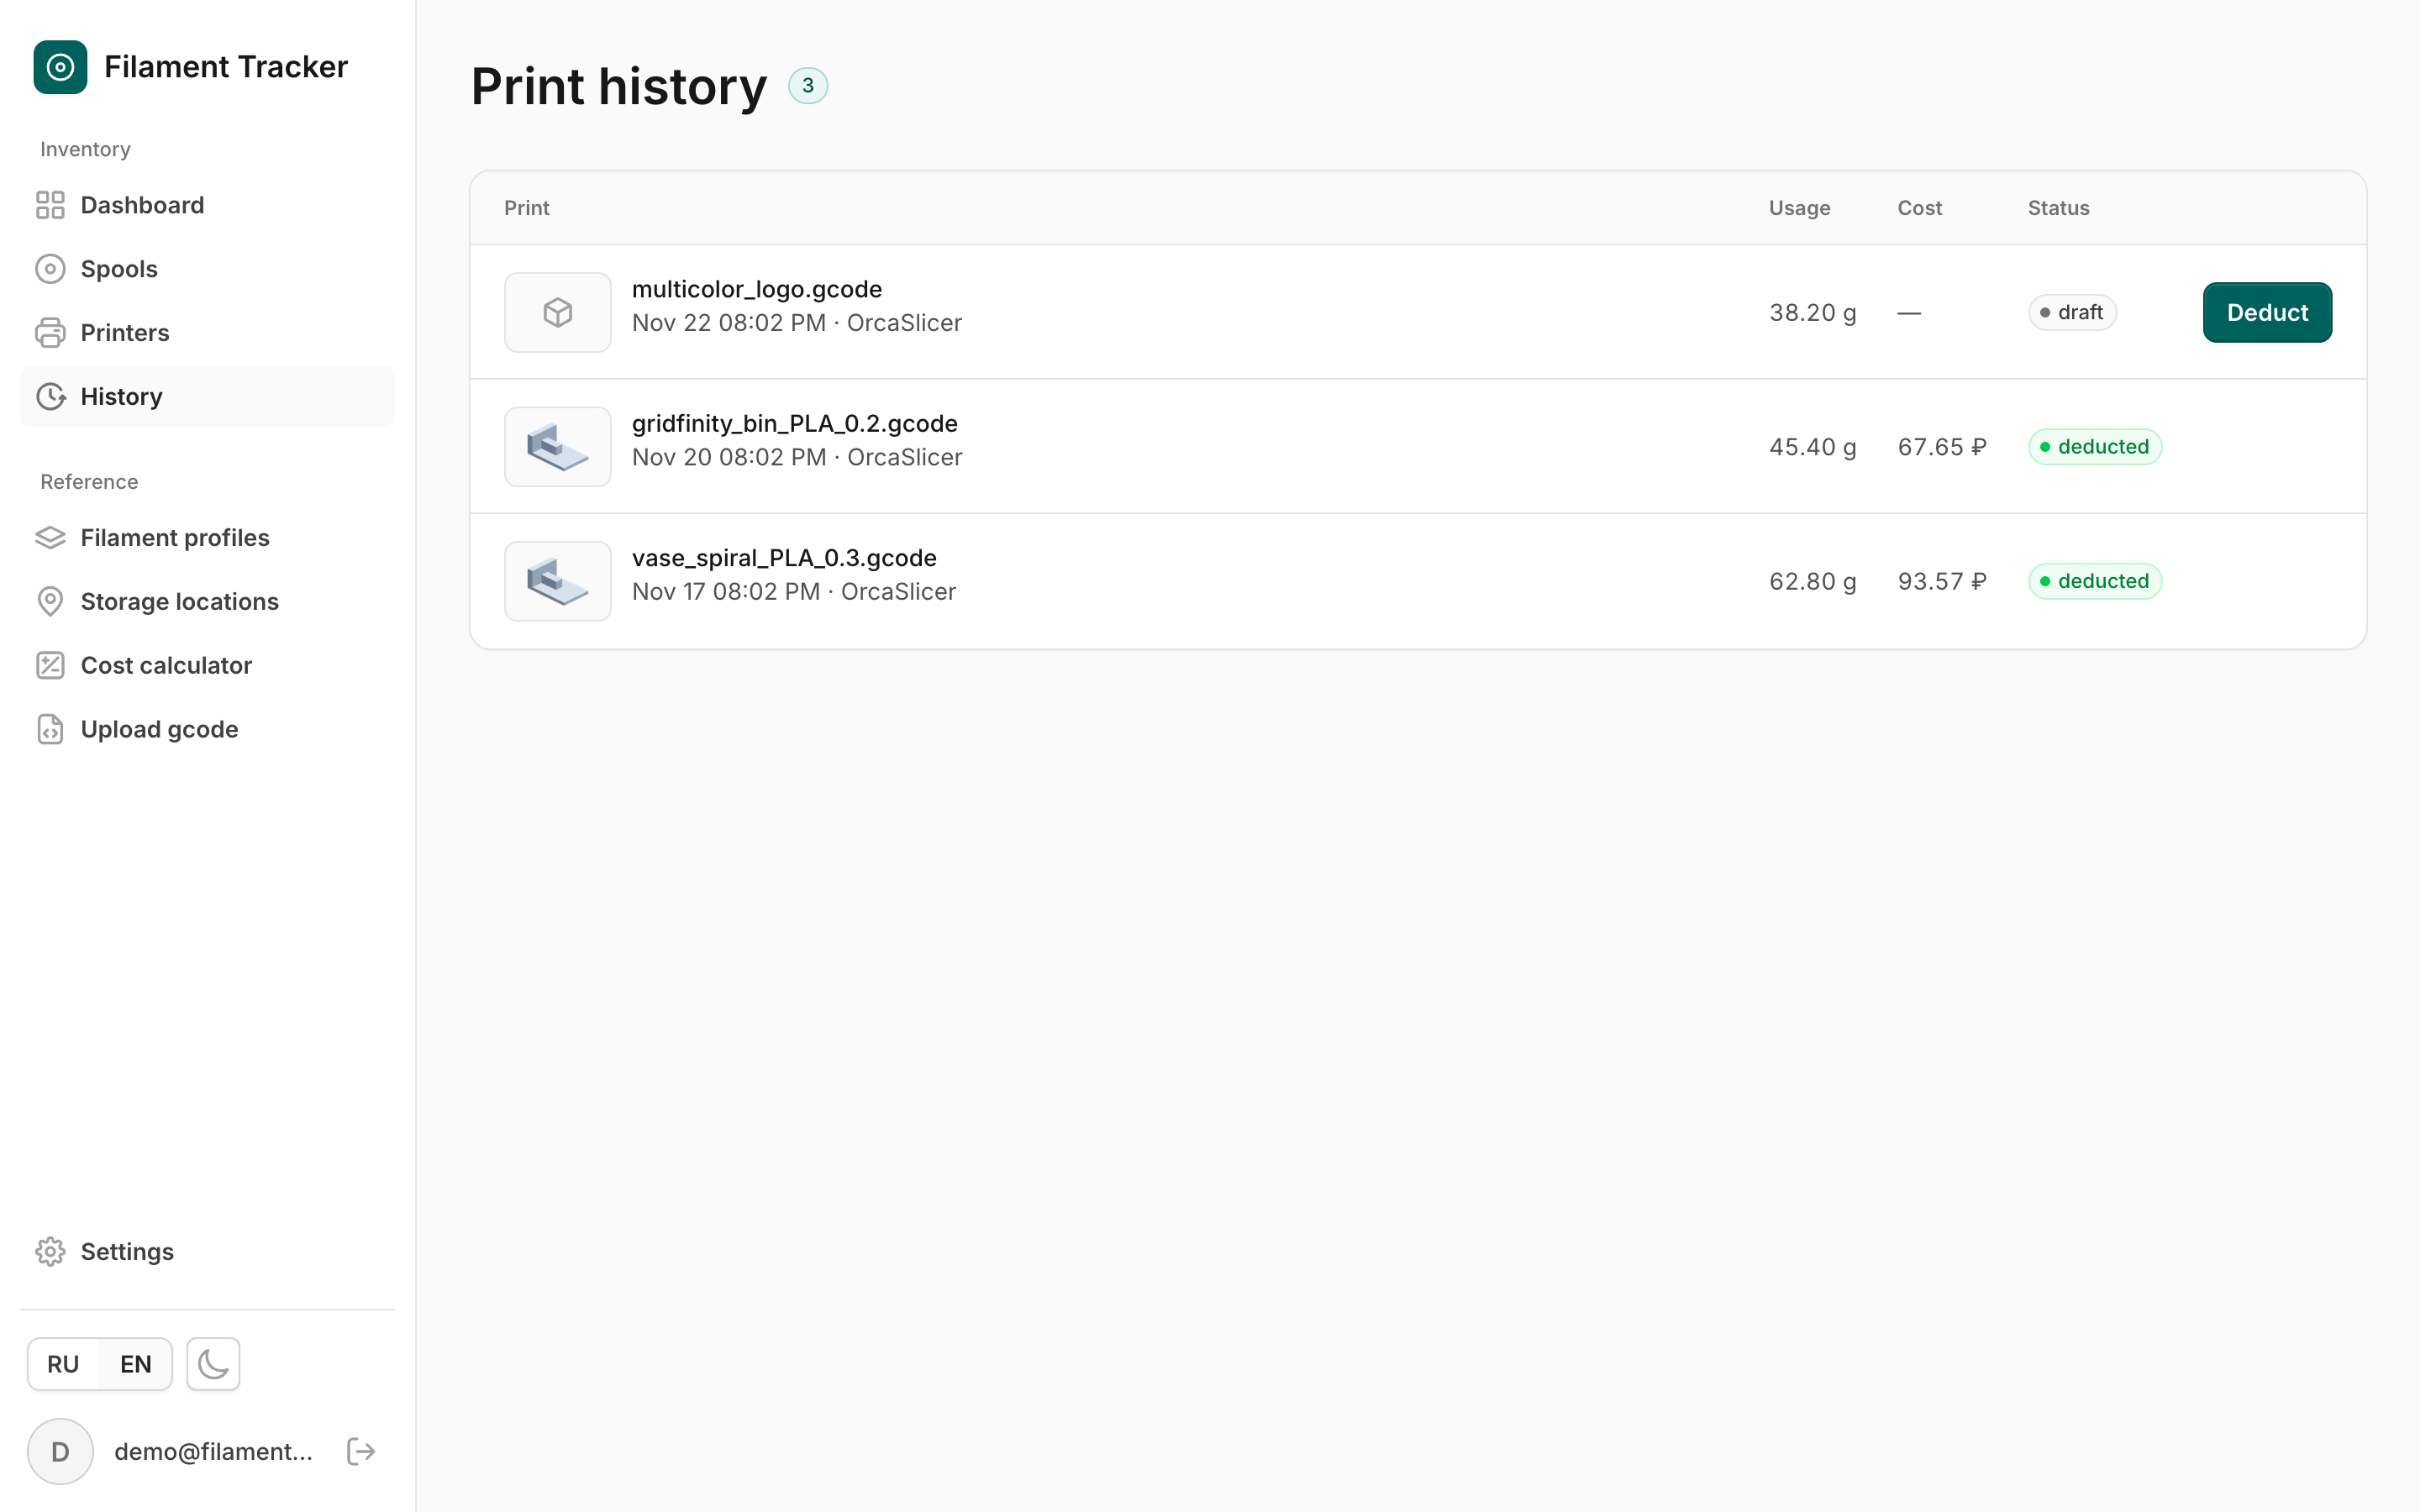 Filament Tracker
Inventory
Dashboard
Spools
Printers
History
Reference
Filament profiles
Storage locations
Cost calculator
Upload gcode
Settings
RU EN
D demo@filament...
Print history 3
Print Usage Cost Status
multicolor_logo.gcode
Nov 22 08:02 PM · OrcaSlicer
38.20 g — draft Deduct
gridfinity_bin_PLA_0.2.gcode
Nov 20 08:02 PM · OrcaSlicer
45.40 g 67.65 ₽ deducted
vase_spiral_PLA_0.3.gcode
Nov 17 08:02 PM · OrcaSlicer
62.80 g 93.57 ₽ deducted